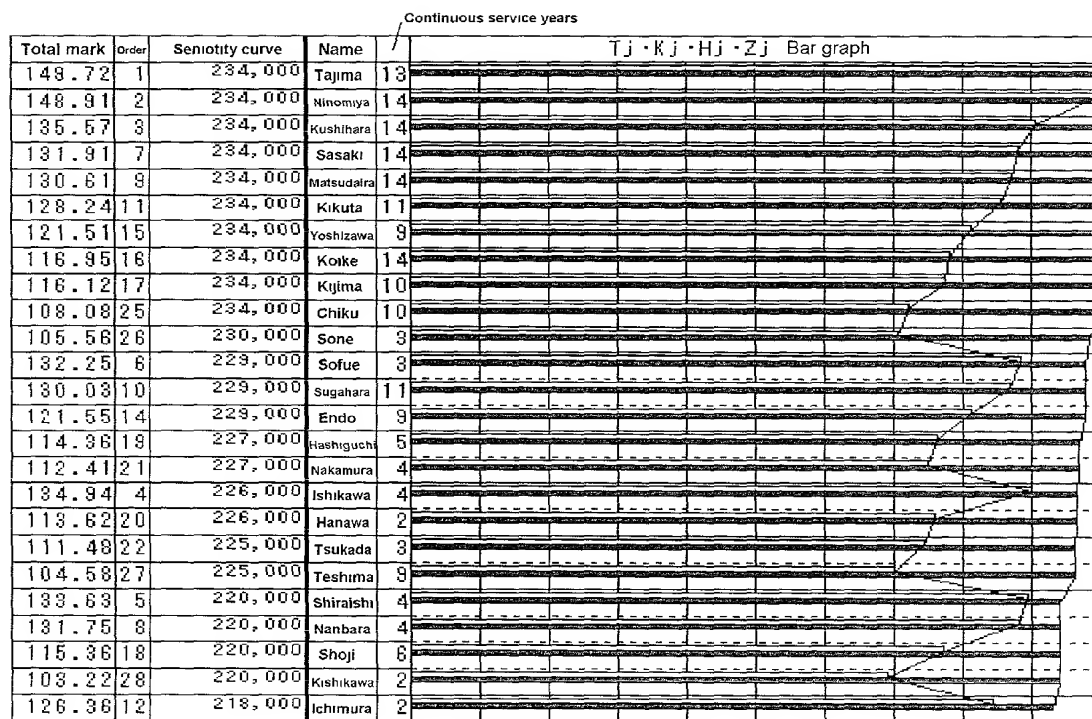 Continuous service years
Total mark Order Seniotity curve Name Tj・Kj・Hj・Zj Bar graph
149.72 1 234,000 Tajima 13
148.91 2 234,000 Ninomiya 14
135.57 3 234,000 Kushihara 14
131.91 7 234,000 Sasaki 14
130.61 9 234,000 Matsudaira 14
128.24 11 234,000 Kikuta 11
121.51 15 234,000 Yoshizawa 9
116.95 16 234,000 Koike 14
116.12 17 234,000 Kijima 10
108.08 25 234,000 Chiku 10
105.56 26 230,000 Sone 3
132.25 6 229,000 Sofue 3
130.03 10 229,000 Sugahara 11
121.55 14 229,000 Endo 9
114.36 19 227,000 Hashiguchi 5
112.41 21 227,000 Nakamura 4
134.94 4 226,000 Ishikawa 4
113.62 20 226,000 Hanawa 2
111.48 22 225,000 Tsukada 3
104.58 27 225,000 Teshima 9
133.63 5 220,000 Shiraishi 4
131.75 8 220,000 Nanbara 4
115.36 18 220,000 Shoji 6
103.22 28 220,000 Kishikawa 2
126.36 12 218,000 Ichimura 2